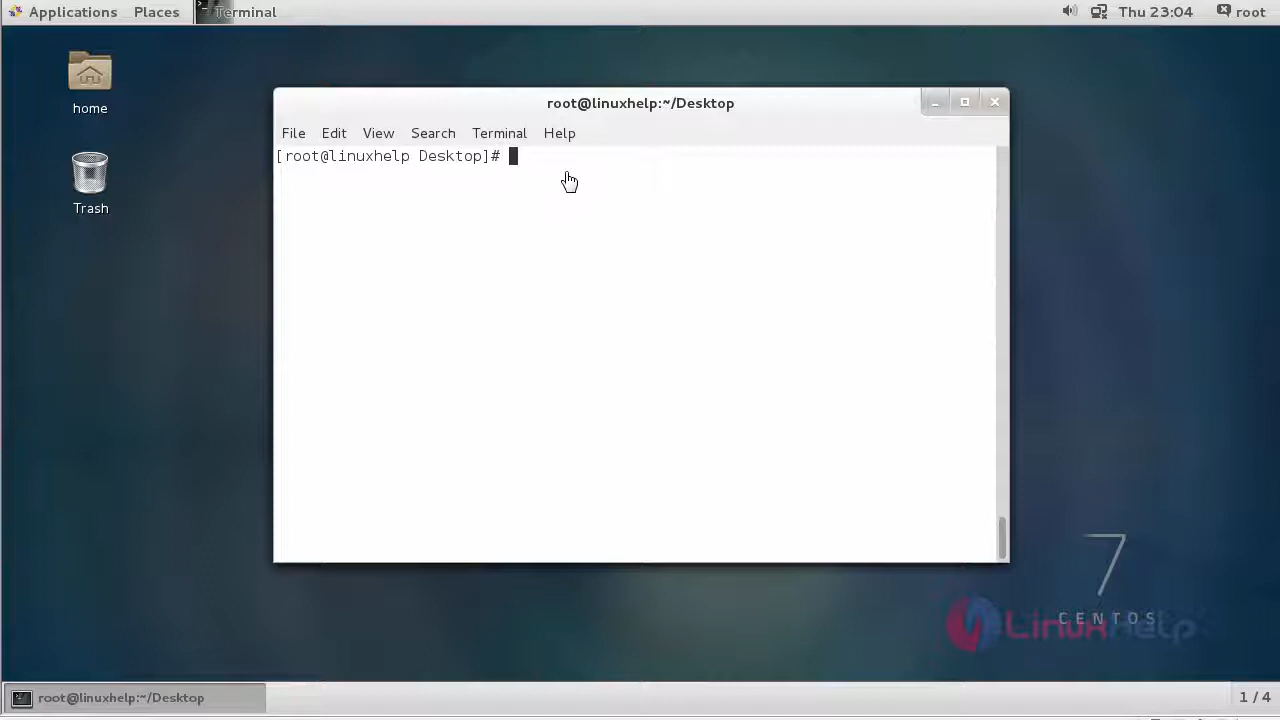 Applications Places Terminal Thu 23:04 root
home
Trash
root@linuxhelp:~/Desktop
File Edit View Search Terminal Help
[root@linuxhelp Desktop]#
7
CENTOS
LinuxHelp
root@linuxhelp:~/Desktop 1 / 4